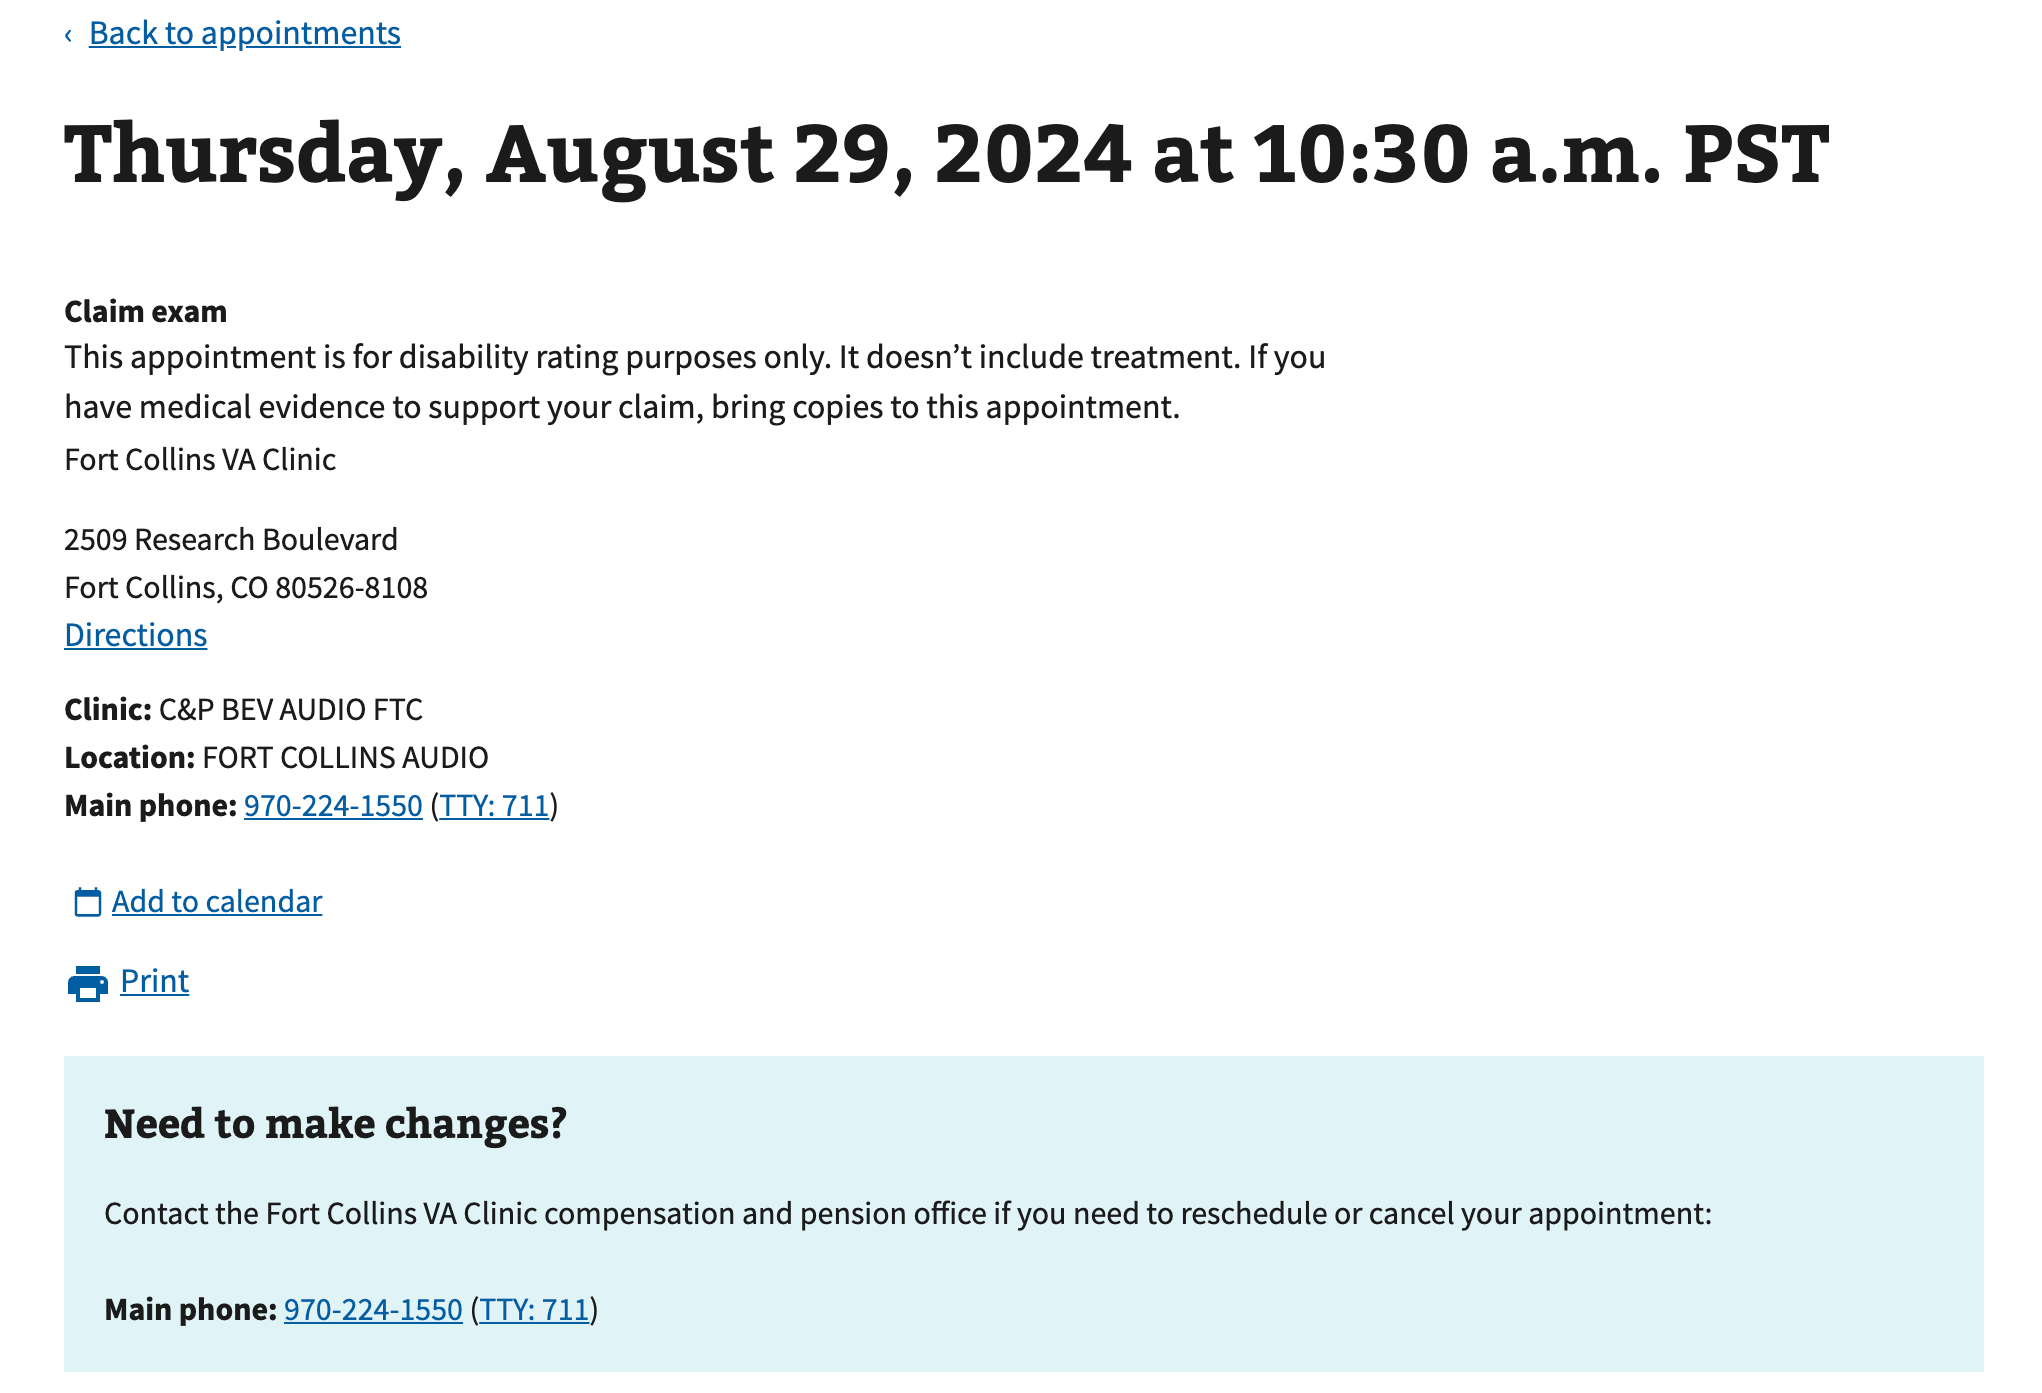 ‹ Back to appointments
Thursday, August 29, 2024 at 10:30 a.m. PST
Claim exam
This appointment is for disability rating purposes only. It doesn’t include treatment. If you
have medical evidence to support your claim, bring copies to this appointment.
Fort Collins VA Clinic
2509 Research Boulevard
Fort Collins, CO 80526-8108
Directions
Clinic: C&P BEV AUDIO FTC
Location: FORT COLLINS AUDIO
Main phone: 970-224-1550 (TTY: 711)
Add to calendar
Print
Need to make changes?
Contact the Fort Collins VA Clinic compensation and pension office if you need to reschedule or cancel your appointment:
Main phone: 970-224-1550 (TTY: 711)